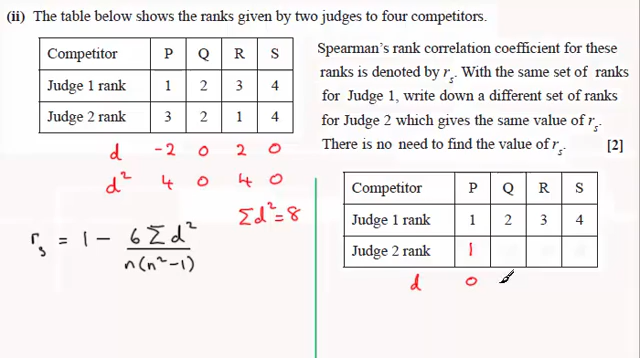 (ii) The table below shows the ranks given by two judges to four competitors.
Competitor P Q R S
Judge 1 rank 1 2 3 4
Judge 2 rank 3 2 1 4
d -2 0 2 0
d² 4 0 4 0
Σd² = 8
r_s = 1 - 6Σd² / n(n²-1)
Spearman's rank correlation coefficient for these
ranks is denoted by r_s. With the same set of ranks
for Judge 1, write down a different set of ranks
for Judge 2 which gives the same value of r_s.
There is no need to find the value of r_s. [2]
Competitor P Q R S
Judge 1 rank 1 2 3 4
Judge 2 rank 1
d 0